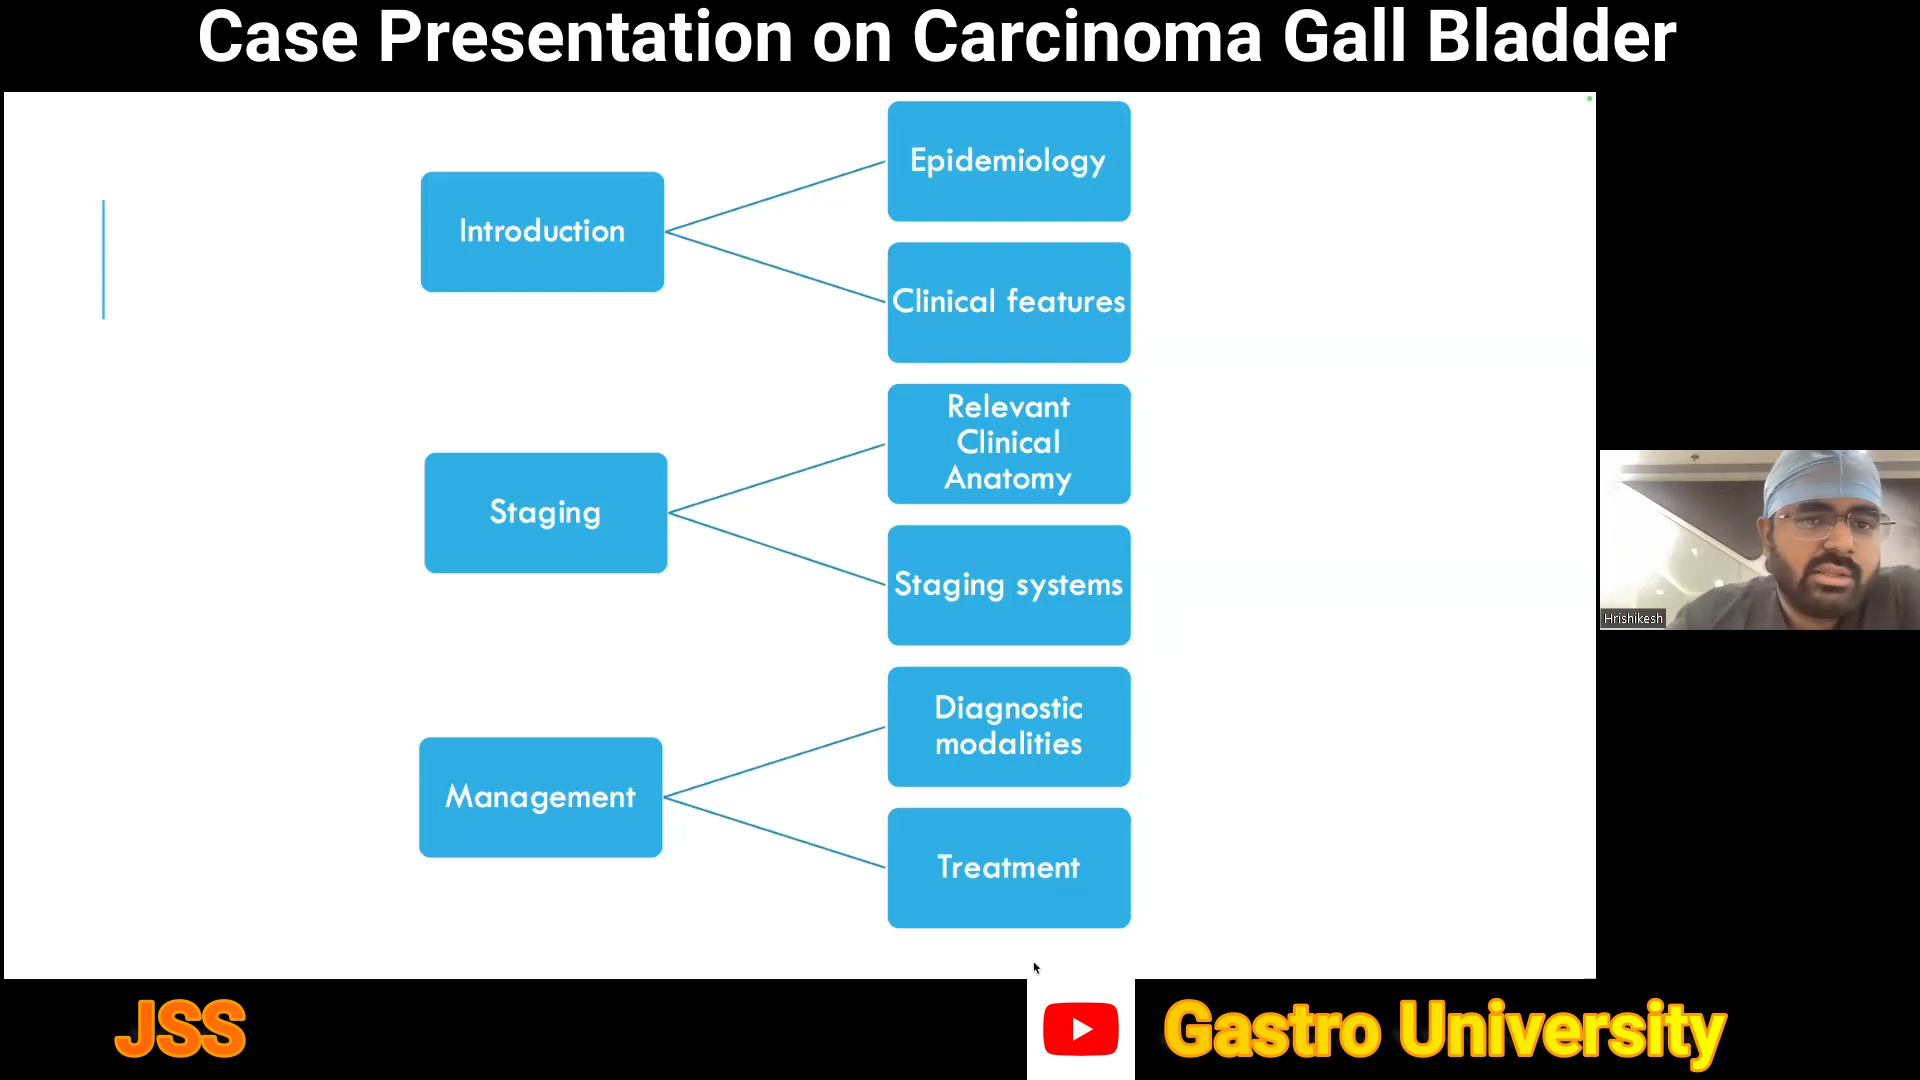 Case Presentation on Carcinoma Gall Bladder
Introduction
Epidemiology
Clinical features
Staging
Relevant
Clinical
Anatomy
Staging systems
Management
Diagnostic
modalities
Treatment
Hrishikesh
JSS
Gastro University